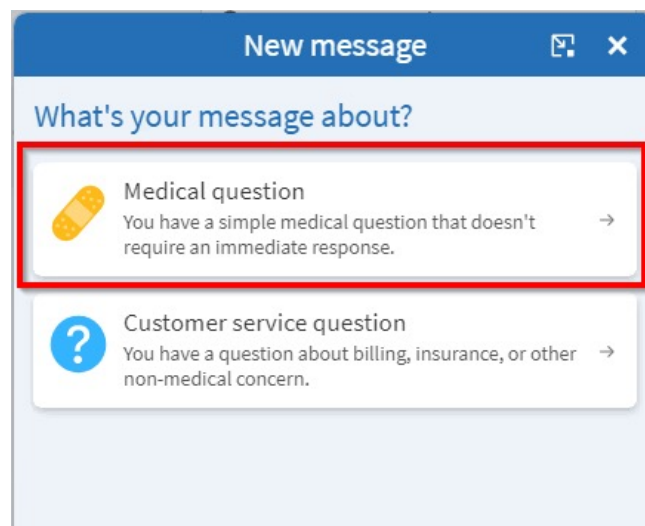 New message
What's your message about?
Medical question
You have a simple medical question that doesn't
require an immediate response.
Customer service question
You have a question about billing, insurance, or other
non-medical concern.